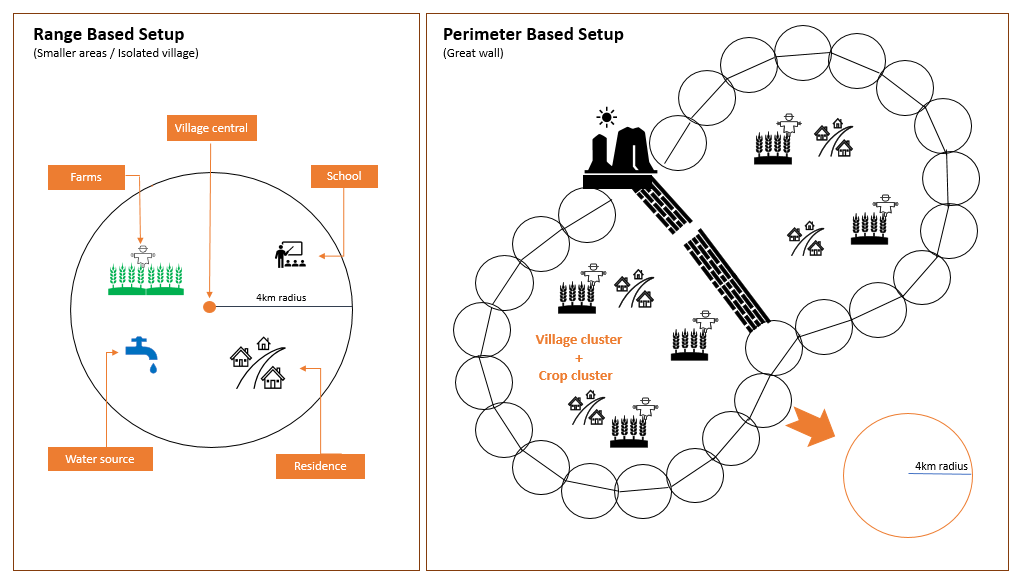 Range Based Setup
(Smaller areas / Isolated village)
Village central
Farms
School
4km radius
Water source
Residence
Perimeter Based Setup
(Great wall)
Village cluster
+
Crop cluster
4km radius